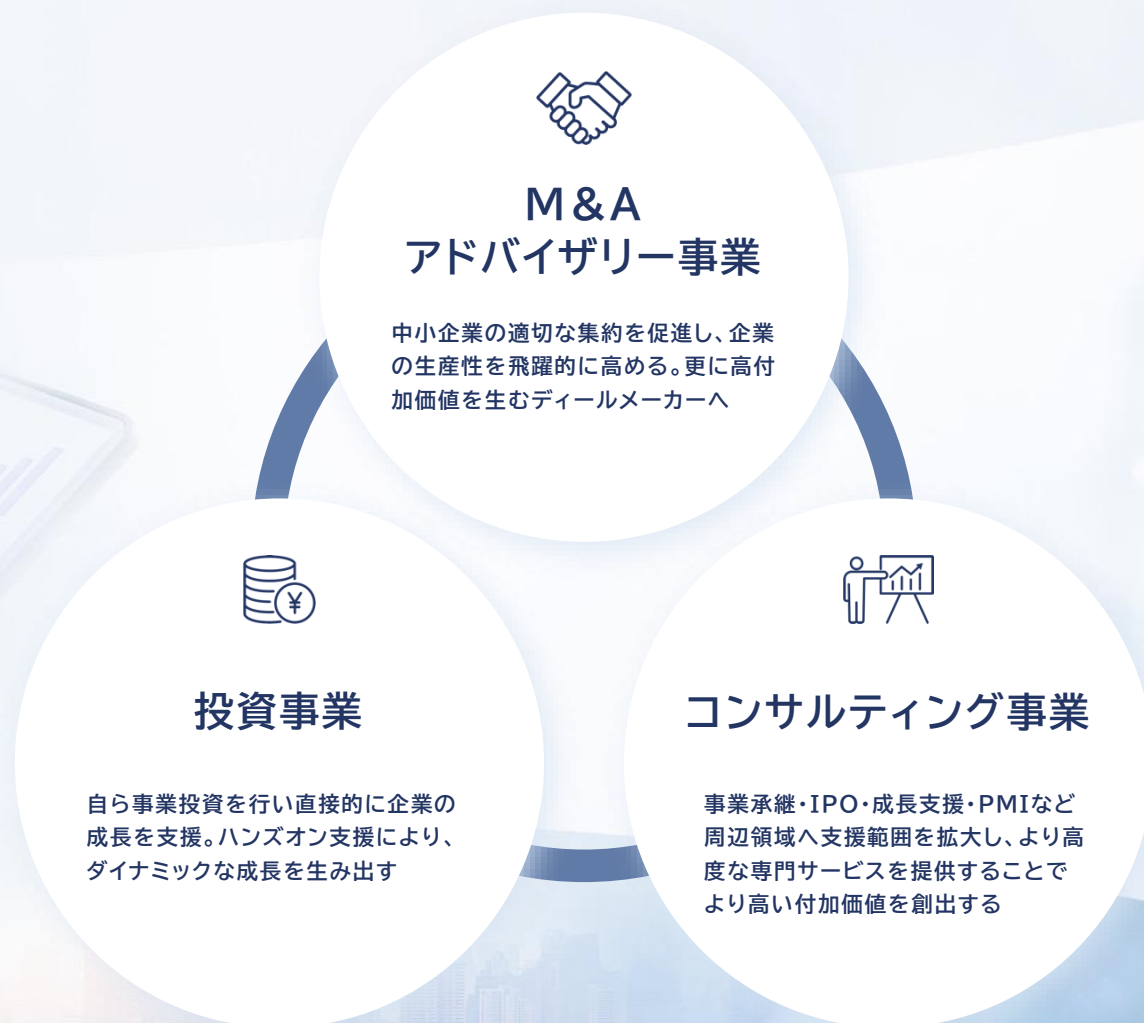 M&A
アドバイザリー事業
中小企業の適切な集約を促進し、企業
の生産性を飛躍的に高める。更に高付
加価値を生むディールメーカーへ
投資事業
自ら事業投資を行い直接的に企業の
成長を支援。ハンズオン支援により、
ダイナミックな成長を生み出す
コンサルティング事業
事業承継・IPO・成長支援・PMIなど
周辺領域へ支援範囲を拡大し、より高
度な専門サービスを提供することで
より高い付加価値を創出する